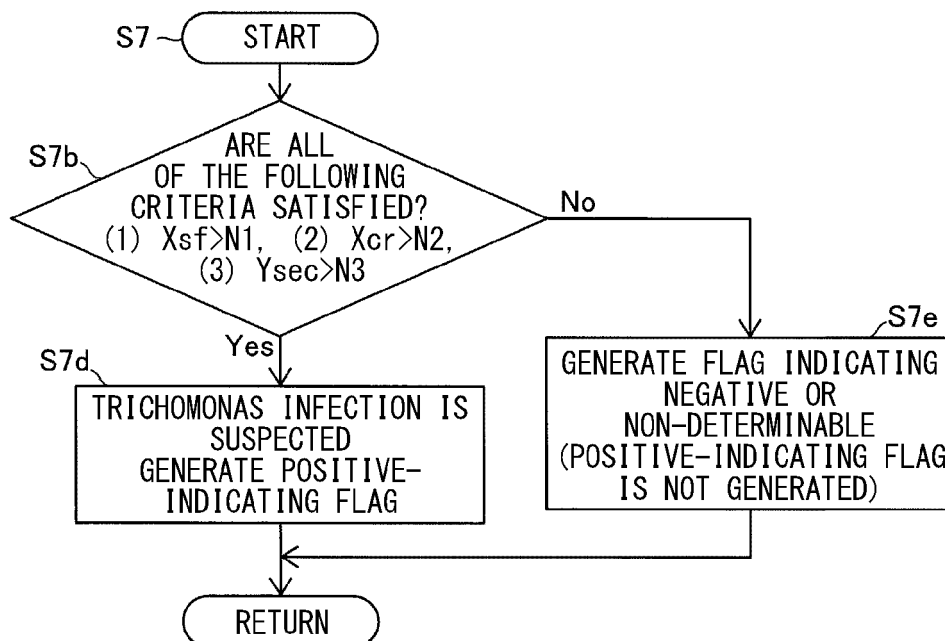 S7
START
S7b
ARE ALL
OF THE FOLLOWING
CRITERIA SATISFIED?
(1) Xsf>N1, (2) Xcr>N2,
(3) Ysec>N3
No
Yes
S7d
TRICHOMONAS INFECTION IS
SUSPECTED
GENERATE POSITIVE-
INDICATING FLAG
S7e
GENERATE FLAG INDICATING
NEGATIVE OR
NON-DETERMINABLE
(POSITIVE-INDICATING FLAG
IS NOT GENERATED)
RETURN